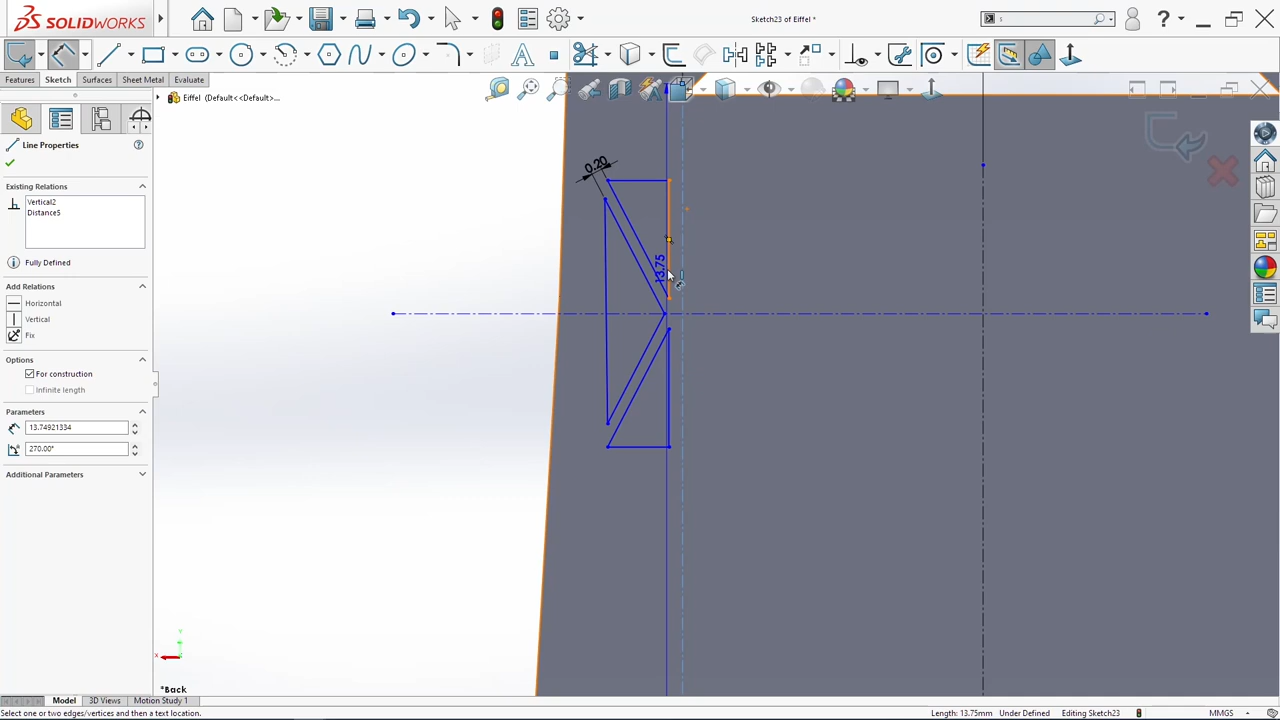 SOLIDWORKS
Sketch23 of Eiffel *
s
?
Features
Sketch
Surfaces
Sheet Metal
Evaluate
Eiffel (Default<<Default>...
Line Properties
Existing Relations
Vertical2
Distance5
Fully Defined
Add Relations
Horizontal
Vertical
Fix
Options
For construction
Infinite length
Parameters
13.74921334
270.00°
Additional Parameters
0.20
13.75
Y
x
*Back
Model
3D Views
Motion Study 1
Select one or two edges/vertices and then a text location.
Length: 13.75mm
Under Defined
Editing Sketch23
MMGS